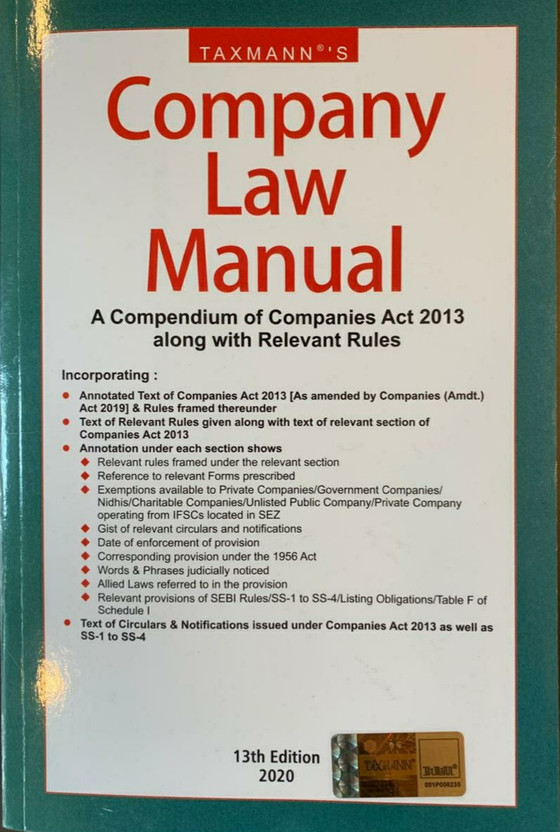 TAXMANN®'S
Company
Law
Manual
A Compendium of Companies Act 2013
along with Relevant Rules
Incorporating :
● Annotated Text of Companies Act 2013 [As amended by Companies (Amdt.)
Act 2019] & Rules framed thereunder
● Text of Relevant Rules given along with text of relevant section of
Companies Act 2013
● Annotation under each section shows
◆ Relevant rules framed under the relevant section
◆ Reference to relevant Forms prescribed
◆ Exemptions available to Private Companies/Government Companies/
Nidhis/Charitable Companies/Unlisted Public Company/Private Company
operating from IFSCs located in SEZ
◆ Gist of relevant circulars and notifications
◆ Date of enforcement of provision
◆ Corresponding provision under the 1956 Act
◆ Words & Phrases judicially noticed
◆ Allied Laws referred to in the provision
◆ Relevant provisions of SEBI Rules/SS-1 to SS-4/Listing Obligations/Table F of
Schedule I
● Text of Circulars & Notifications issued under Companies Act 2013 as well as
SS-1 to SS-4
13th Edition
2020
TAXMANN®